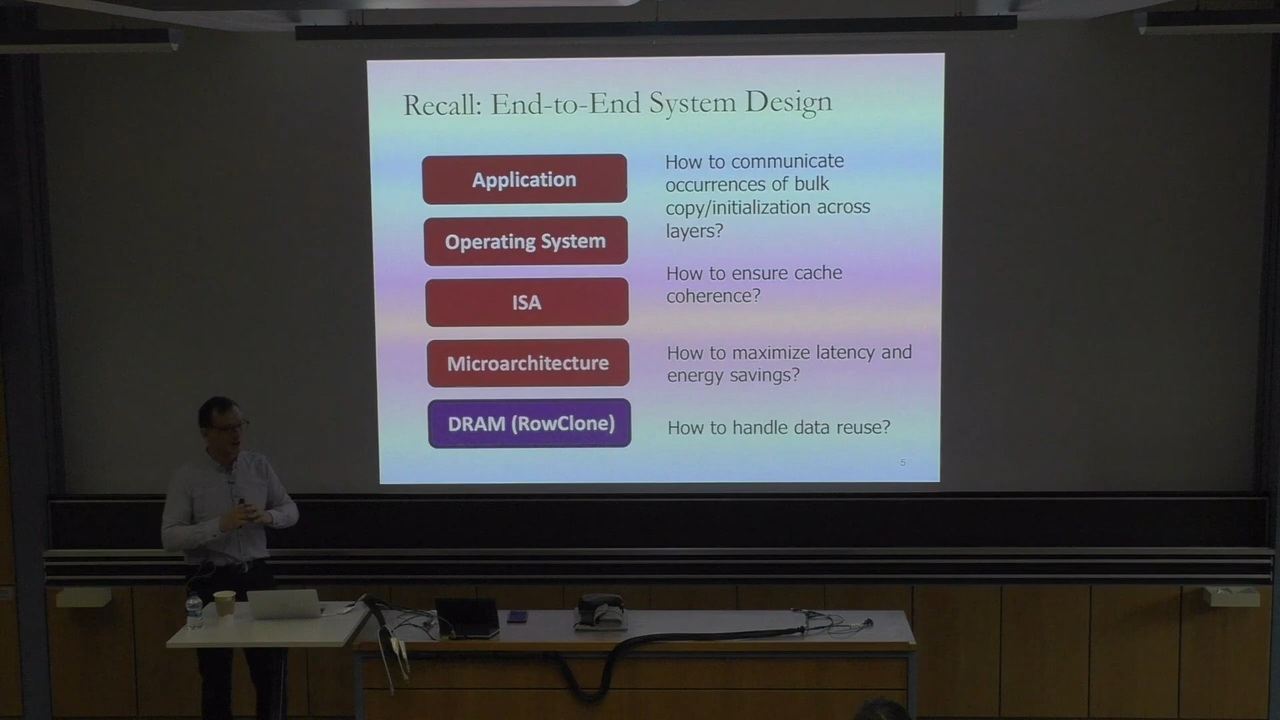 Recall: End-to-End System Design
Application
Operating System
ISA
Microarchitecture
DRAM (RowClone)
How to communicate
occurrences of bulk
copy/initialization across
layers?
How to ensure cache
coherence?
How to maximize latency and
energy savings?
How to handle data reuse?
5